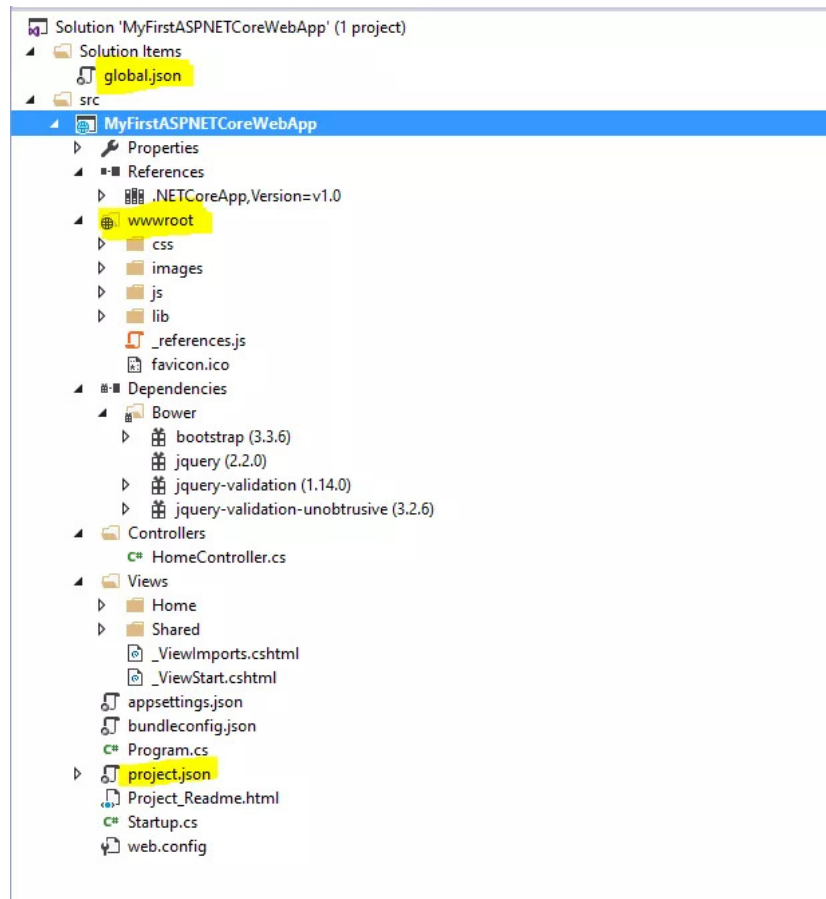 Solution 'MyFirstASPNETCoreWebApp' (1 project)
Solution Items
global.json
src
MyFirstASPNETCoreWebApp
Properties
References
.NETCoreApp,Version=v1.0
wwwroot
css
images
js
lib
_references.js
favicon.ico
Dependencies
Bower
bootstrap (3.3.6)
jquery (2.2.0)
jquery-validation (1.14.0)
jquery-validation-unobtrusive (3.2.6)
Controllers
C# HomeController.cs
Views
Home
Shared
_ViewImports.cshtml
_ViewStart.cshtml
appsettings.json
bundleconfig.json
C# Program.cs
project.json
Project_Readme.html
C# Startup.cs
web.config